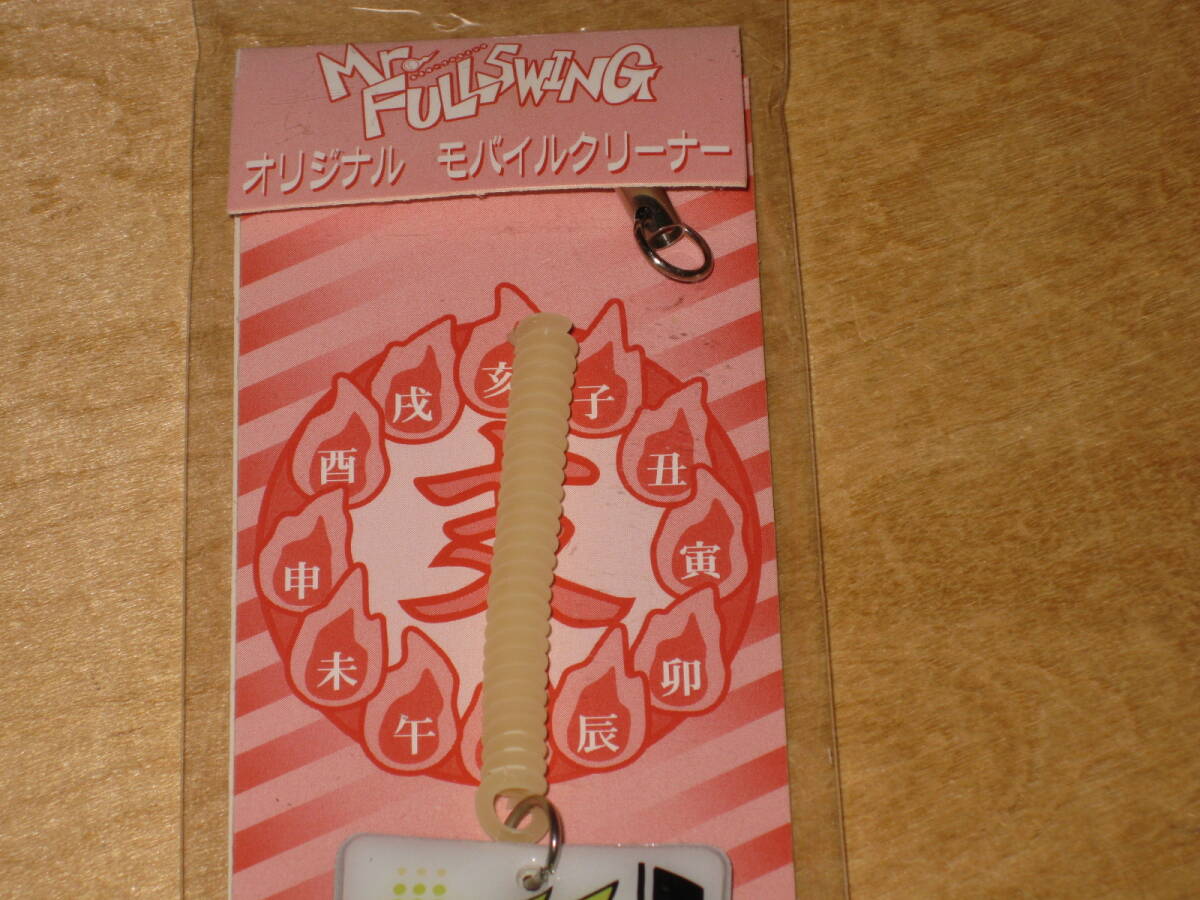 Mr.
FULLSWING
オリジナル モバイルクリーナー
亥
子
丑
寅
卯
辰
午
未
申
酉
戌